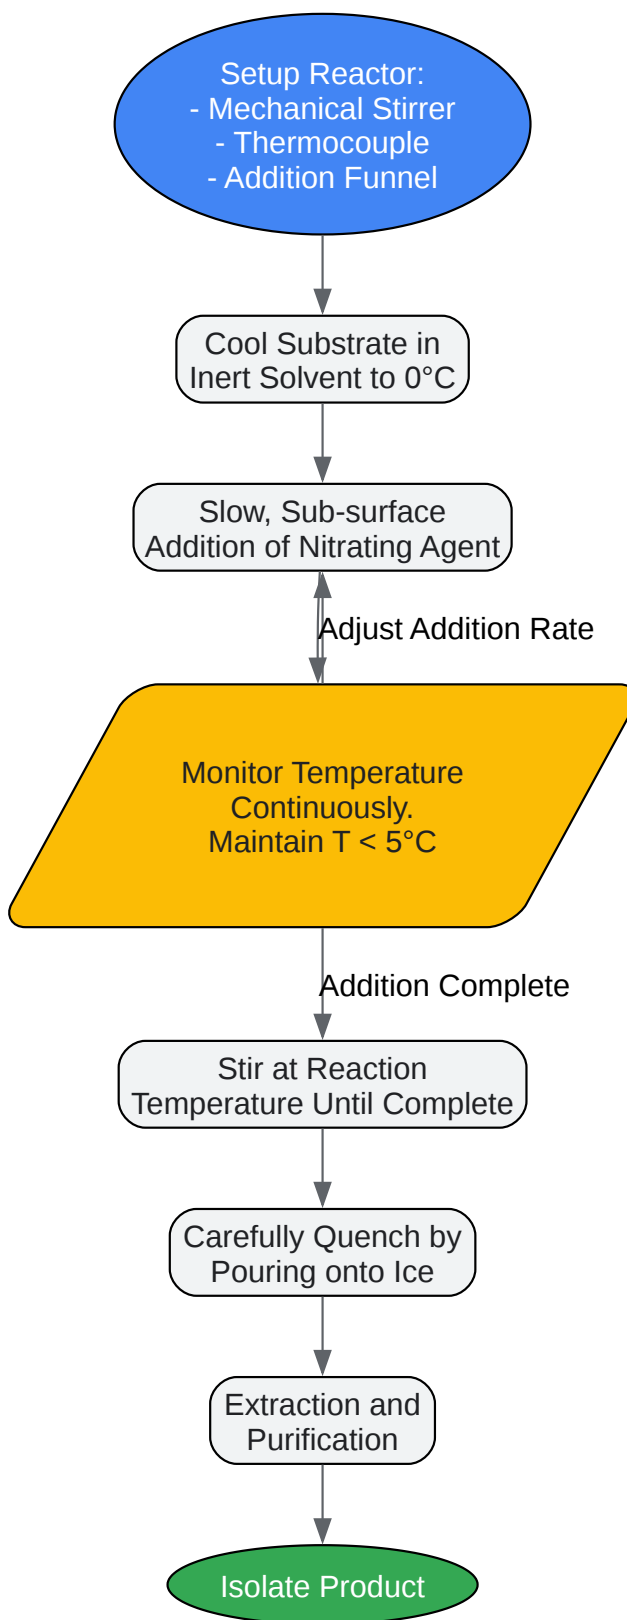 Setup Reactor:
- Mechanical Stirrer
- Thermocouple
- Addition Funnel
Cool Substrate in
Inert Solvent to 0°C
Slow, Sub-surface
Addition of Nitrating Agent
Adjust Addition Rate
Monitor Temperature
Continuously.
Maintain T < 5°C
Addition Complete
Stir at Reaction
Temperature Until Complete
Carefully Quench by
Pouring onto Ice
Extraction and
Purification
Isolate Product